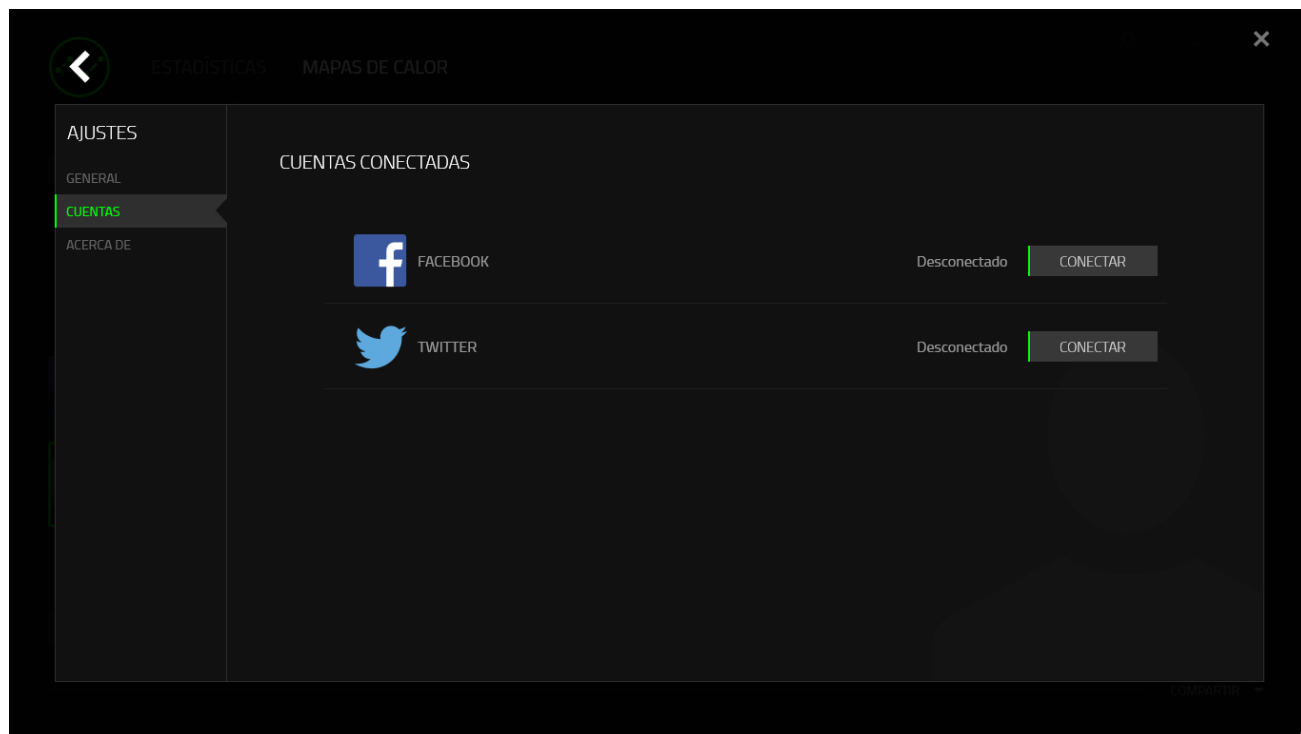 ESTADÍSTICAS MAPAS DE CALOR
AJUSTES
GENERAL
CUENTAS
ACERCA DE
CUENTAS CONECTADAS
FACEBOOK Desconectado CONECTAR
TWITTER Desconectado CONECTAR
COMPARTIR